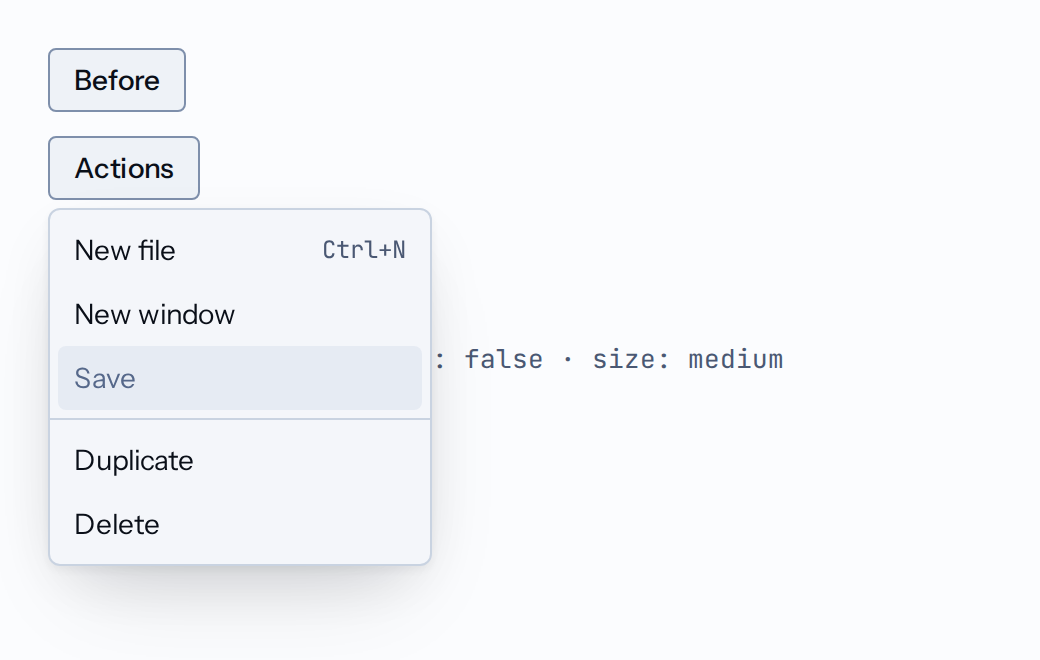 Before
Actions
New file Ctrl+N
New window
: false · size: medium
Save
Duplicate
Delete